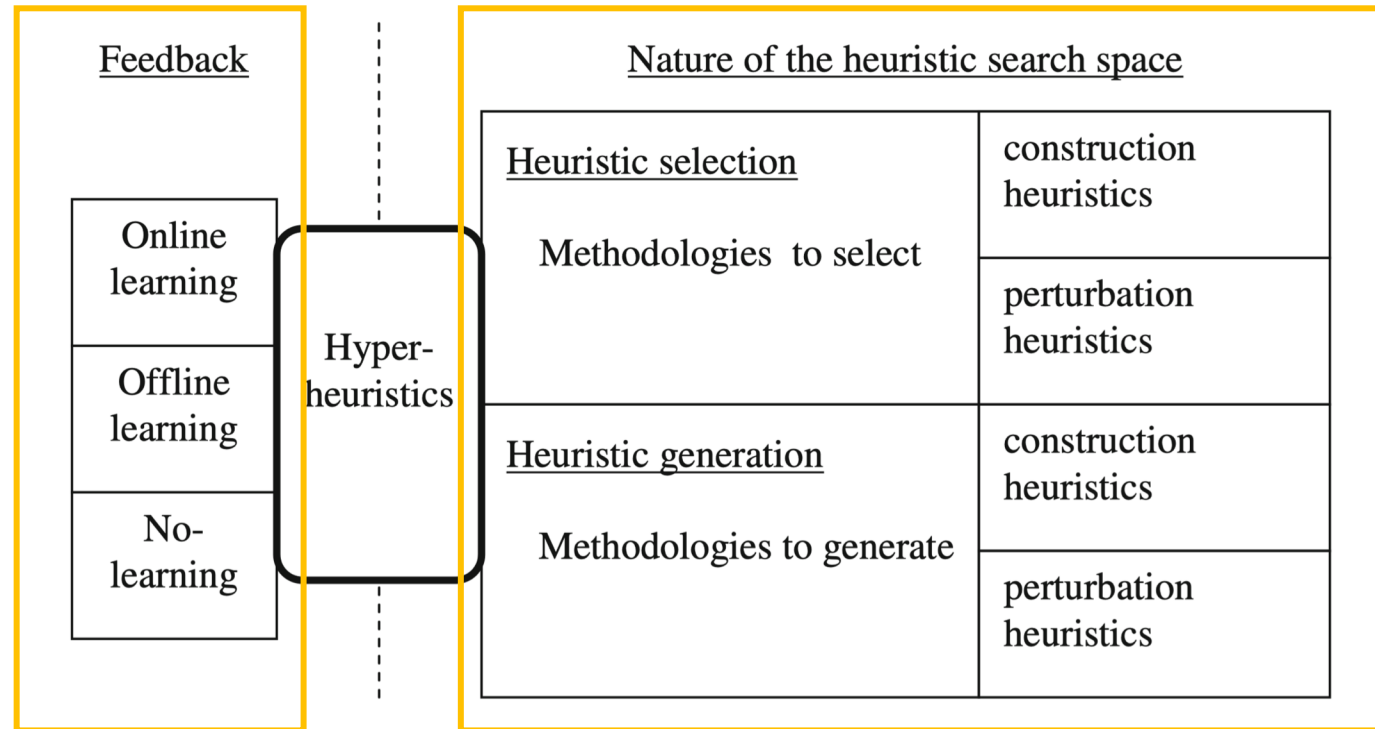 Feedback
Online
learning
Offline
learning
No-
learning
Hyper-
heuristics
Nature of the heuristic search space
Heuristic selection
Methodologies to select
construction
heuristics
perturbation
heuristics
Heuristic generation
Methodologies to generate
construction
heuristics
perturbation
heuristics